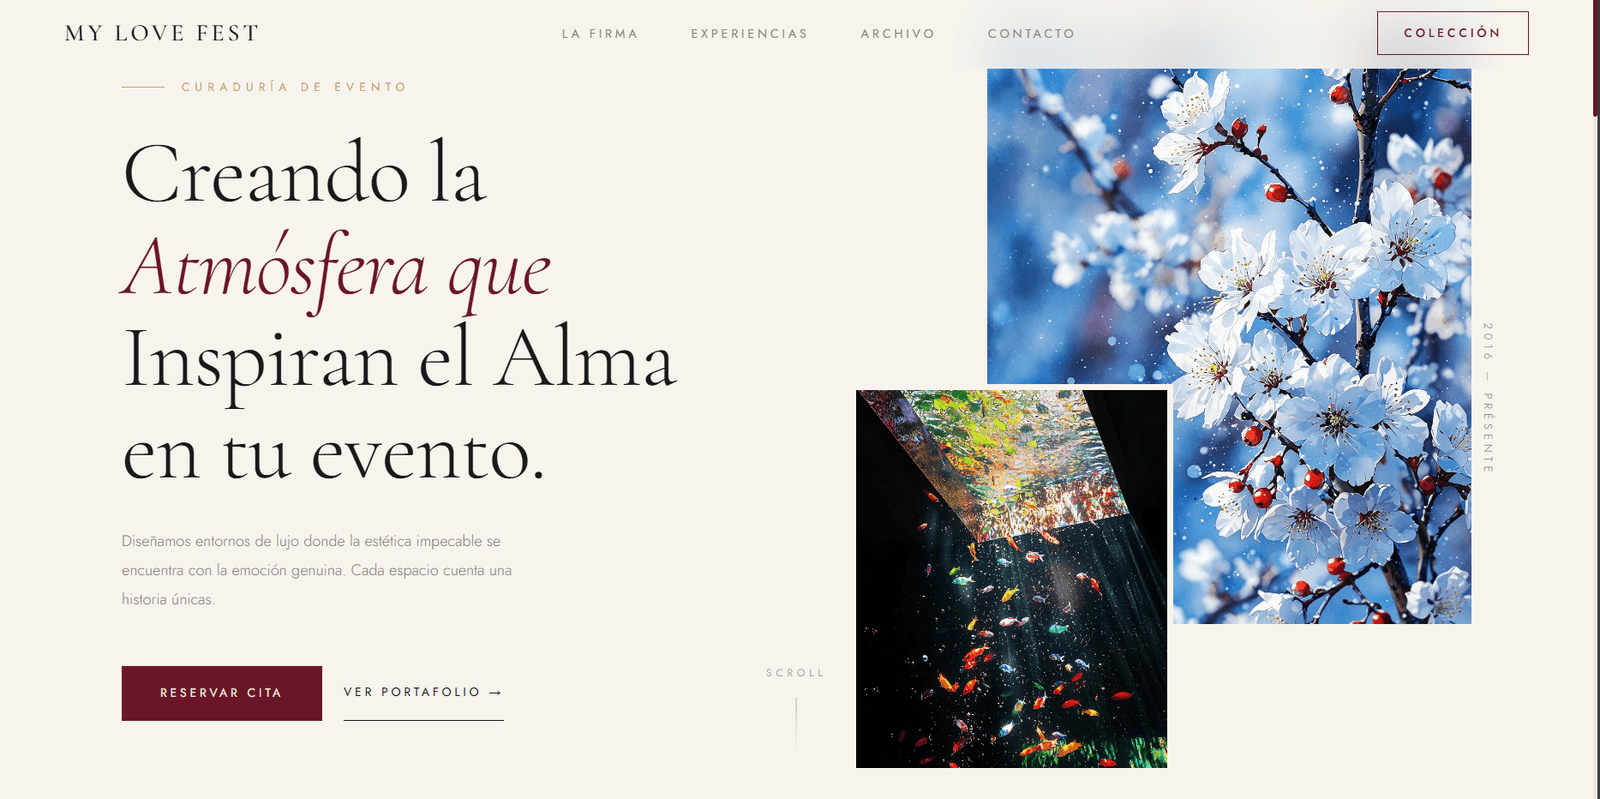 MY LOVE FEST
LA FIRMA
EXPERIENCIAS
ARCHIVO
CONTACTO
COLECCIÓN
CURADURÍA DE EVENTO
Creando la
Atmósfera que
Inspiran el Alma
en tu evento.
Diseñamos entornos de lujo donde la estética impecable se
encuentra con la emoción genuina. Cada espacio cuenta una
historia únicas.
RESERVAR CITA
VER PORTAFOLIO →
SCROLL
2016 — PRÉSENTE